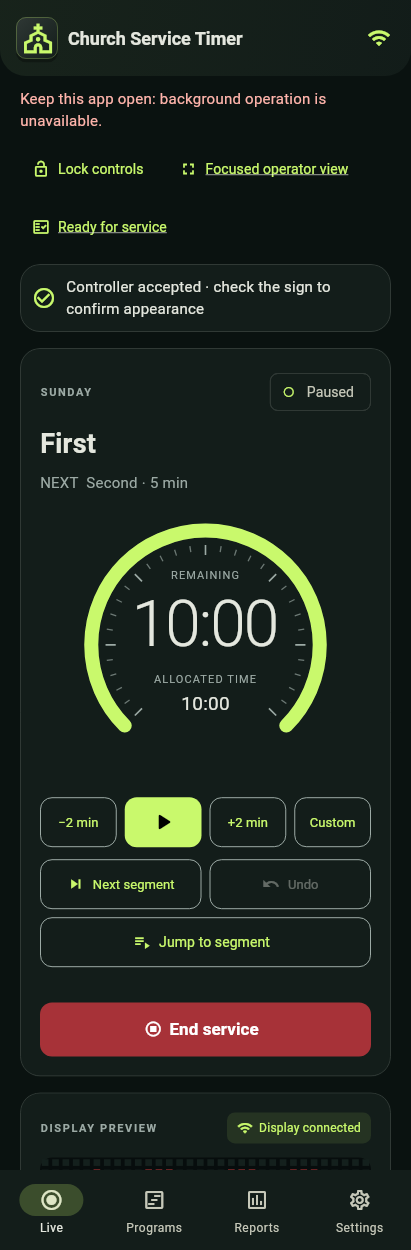 Church Service Timer
Keep this app open: background operation is
unavailable.
Lock controls
Focused operator view
Ready for service
Controller accepted · check the sign to
confirm appearance
SUNDAY
Paused
First
NEXT Second · 5 min
REMAINING
10:00
ALLOCATED TIME
10:00
−2 min
+2 min
Custom
Next segment
Undo
Jump to segment
End service
DISPLAY PREVIEW
Display connected
Live
Programs
Reports
Settings